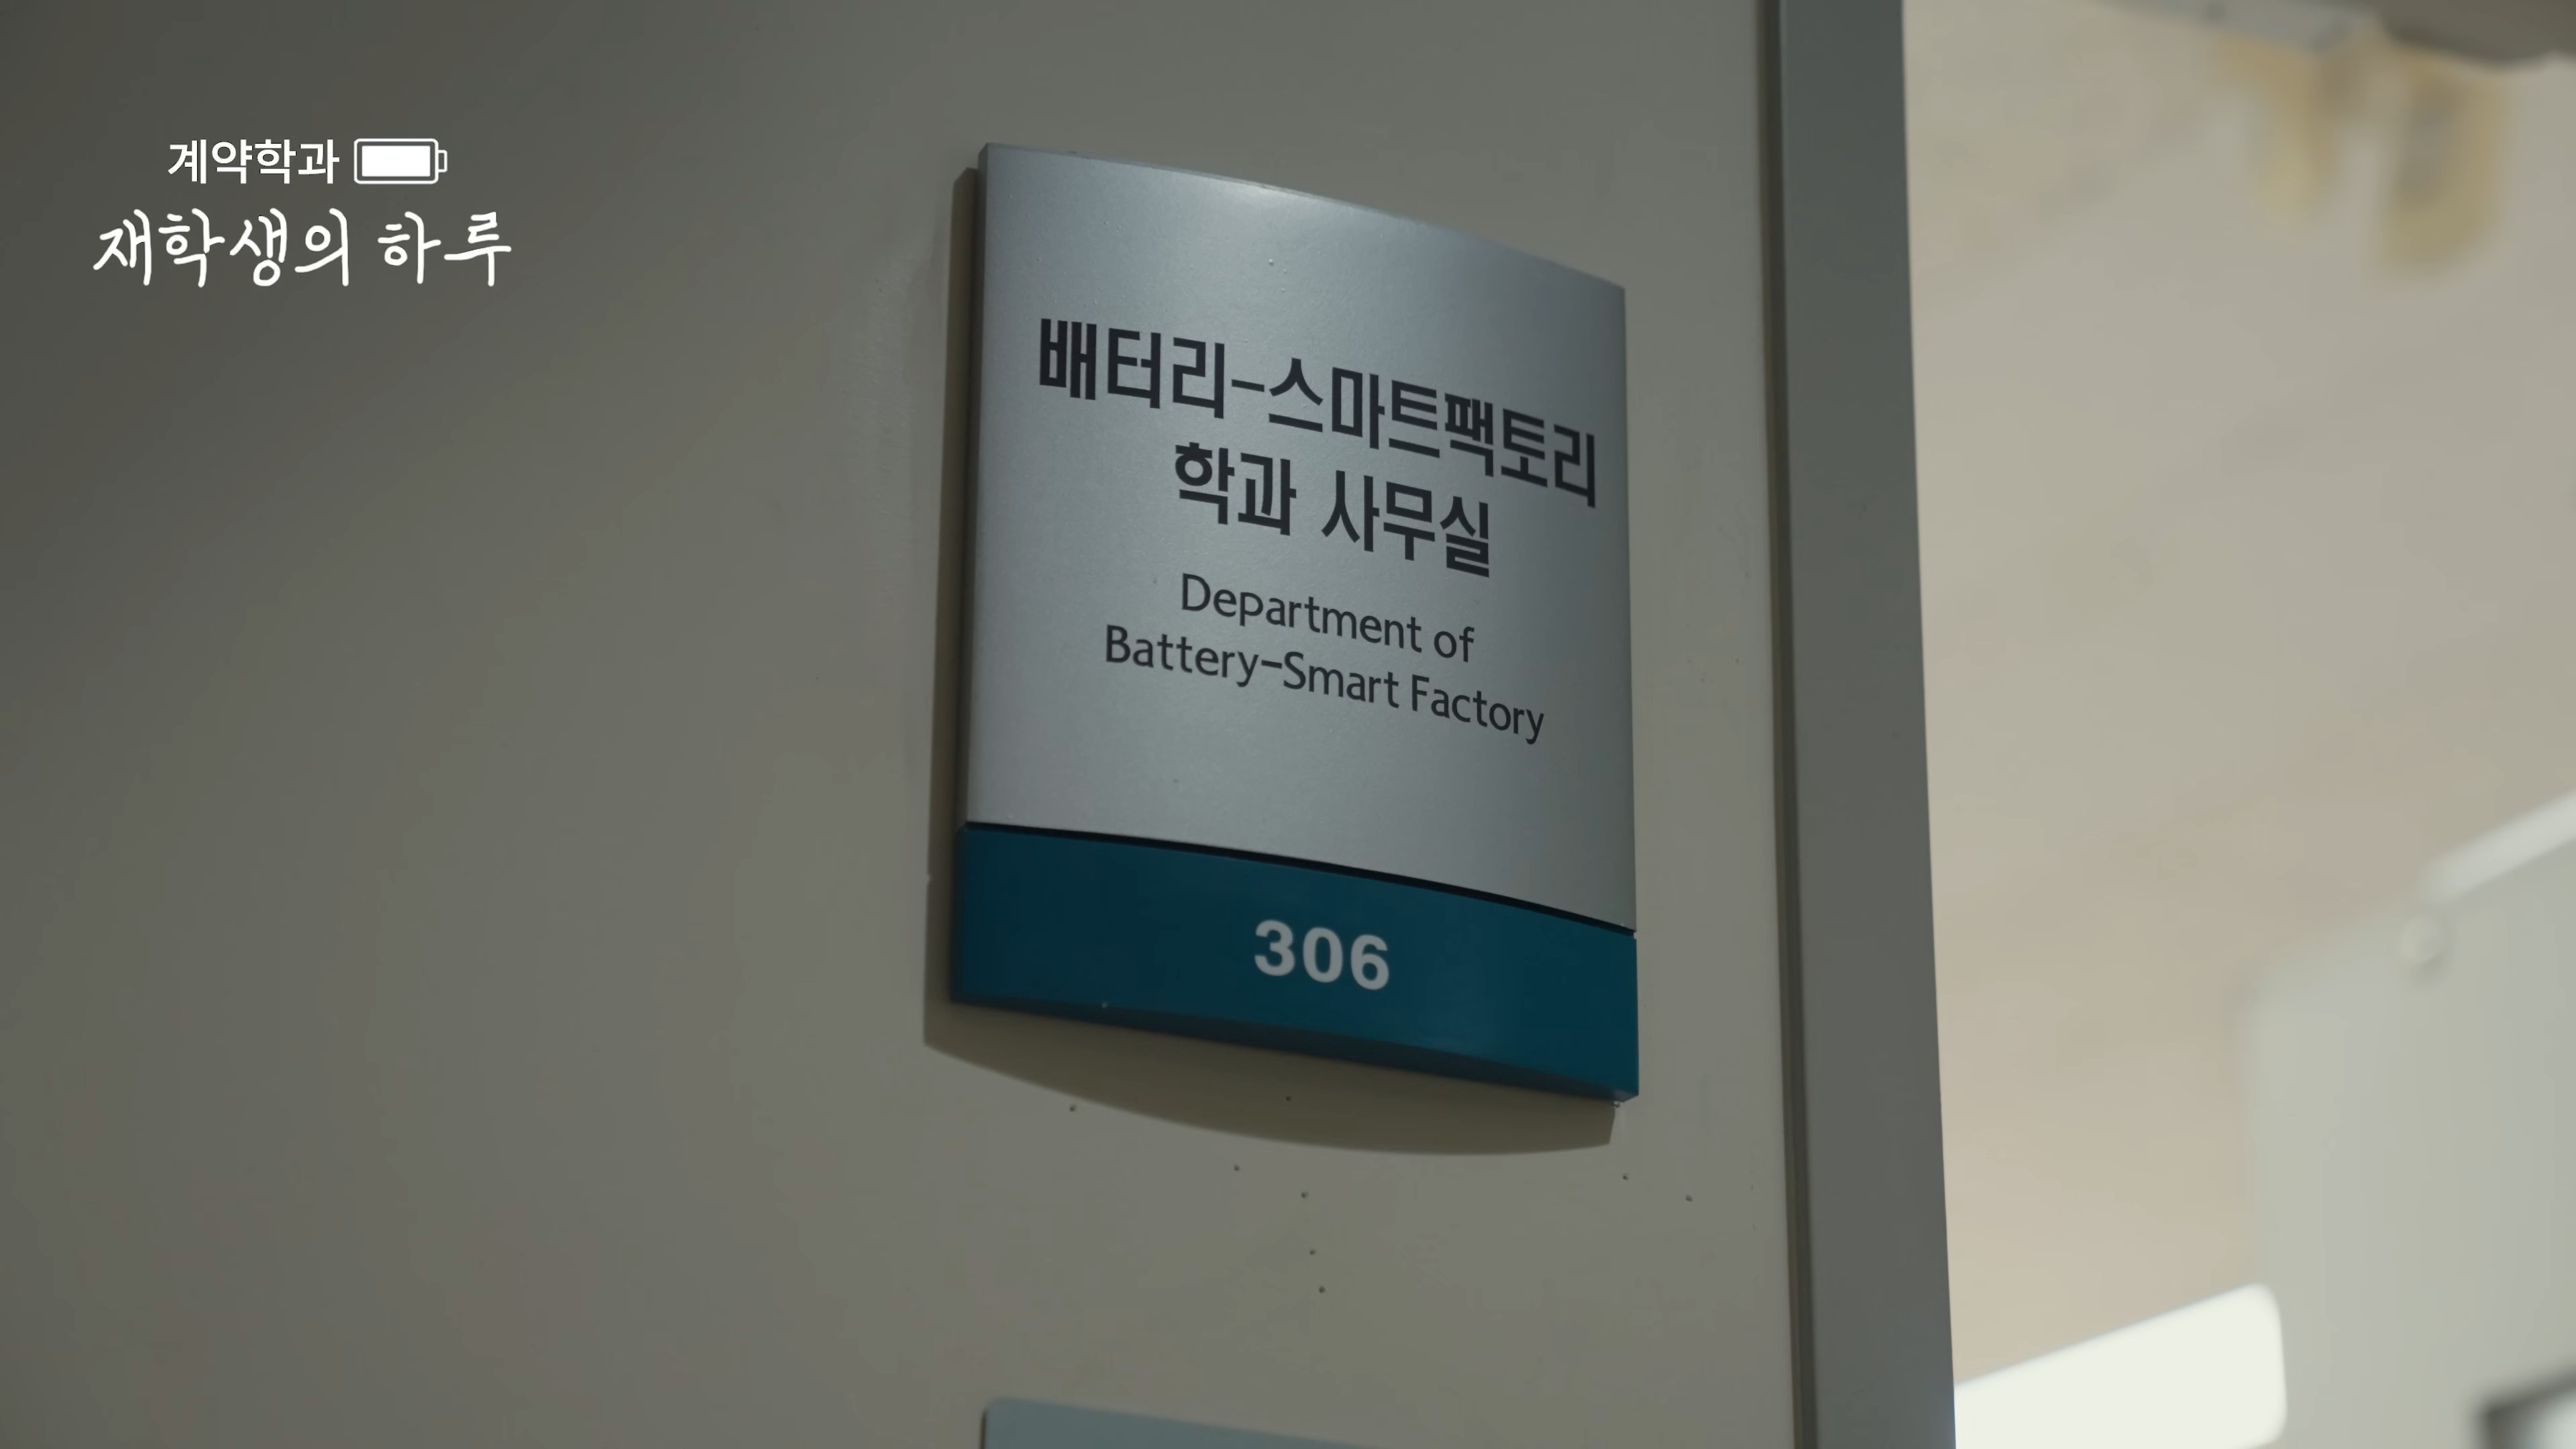 계약학과
재학생의 하루
배터리-스마트팩토리
학과 사무실
Department of
Battery-Smart Factory
306